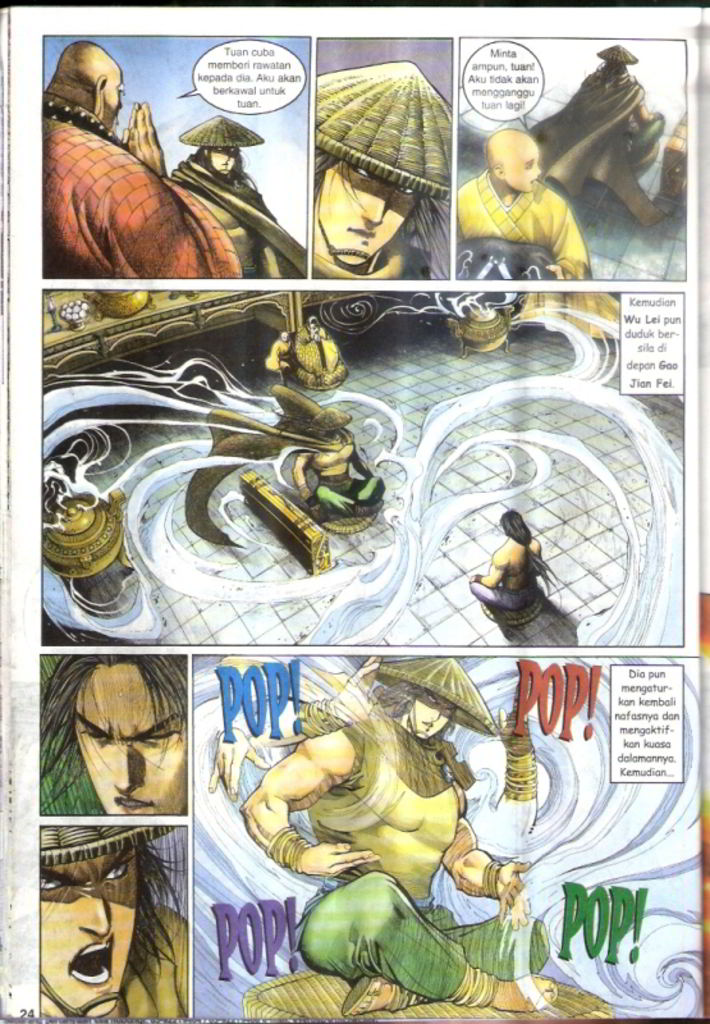 Tuan cuba
memberi rawatan
kepada dia. Aku akan
berkawal untuk
tuan.
Minta
ampun, tuan!
Aku tidak akan
mengganggu
tuan lagi!
Kemudian
Wu Lei pun
duduk ber-
sila di
depan Gao
Jian Fei.
POP!
POP!
Dia pun
mengatur-
kan kembali
nafasnya dan
mengaktif-
kan kuasa
dalamannya.
Kemudian...
POP!
POP!
24